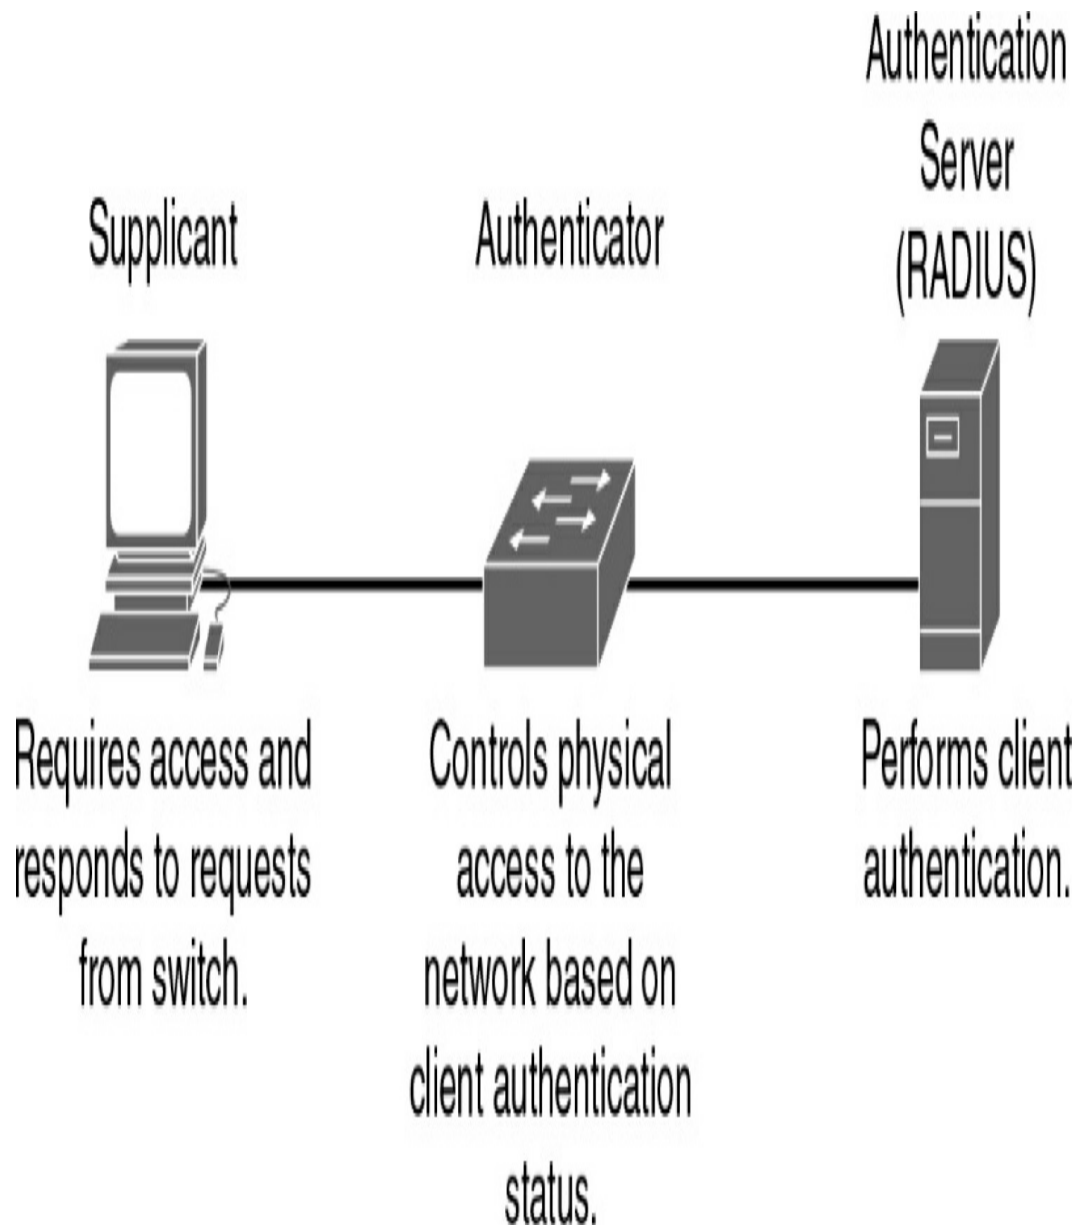 Supplicant
Requires access and
responds to requests
from switch.
Authenticator
Controls physical
access to the
network based on
client authentication
status.
Authentication
Server
(RADIUS)
Performs client
authentication.